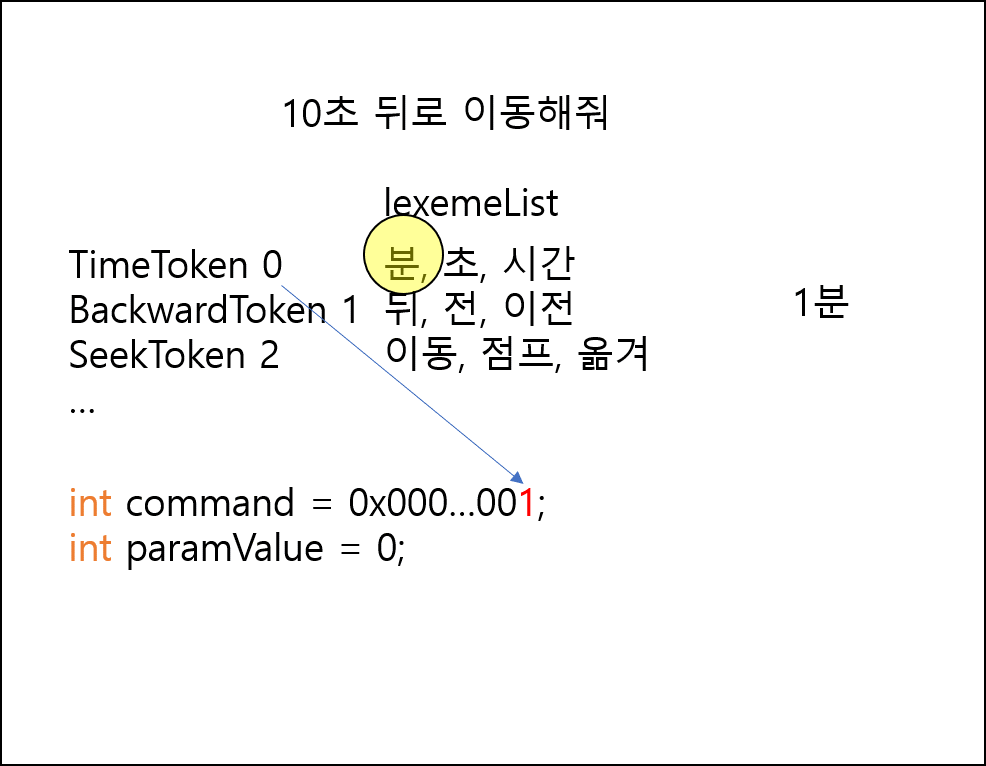 10초 뒤로 이동해줘
lexemeList
TimeToken 0 분, 초, 시간
BackwardToken 1 뒤, 전, 이전
1분
SeekToken 2 이동, 점프, 옮겨
...
int command = 0x000...001;
int paramValue = 0;